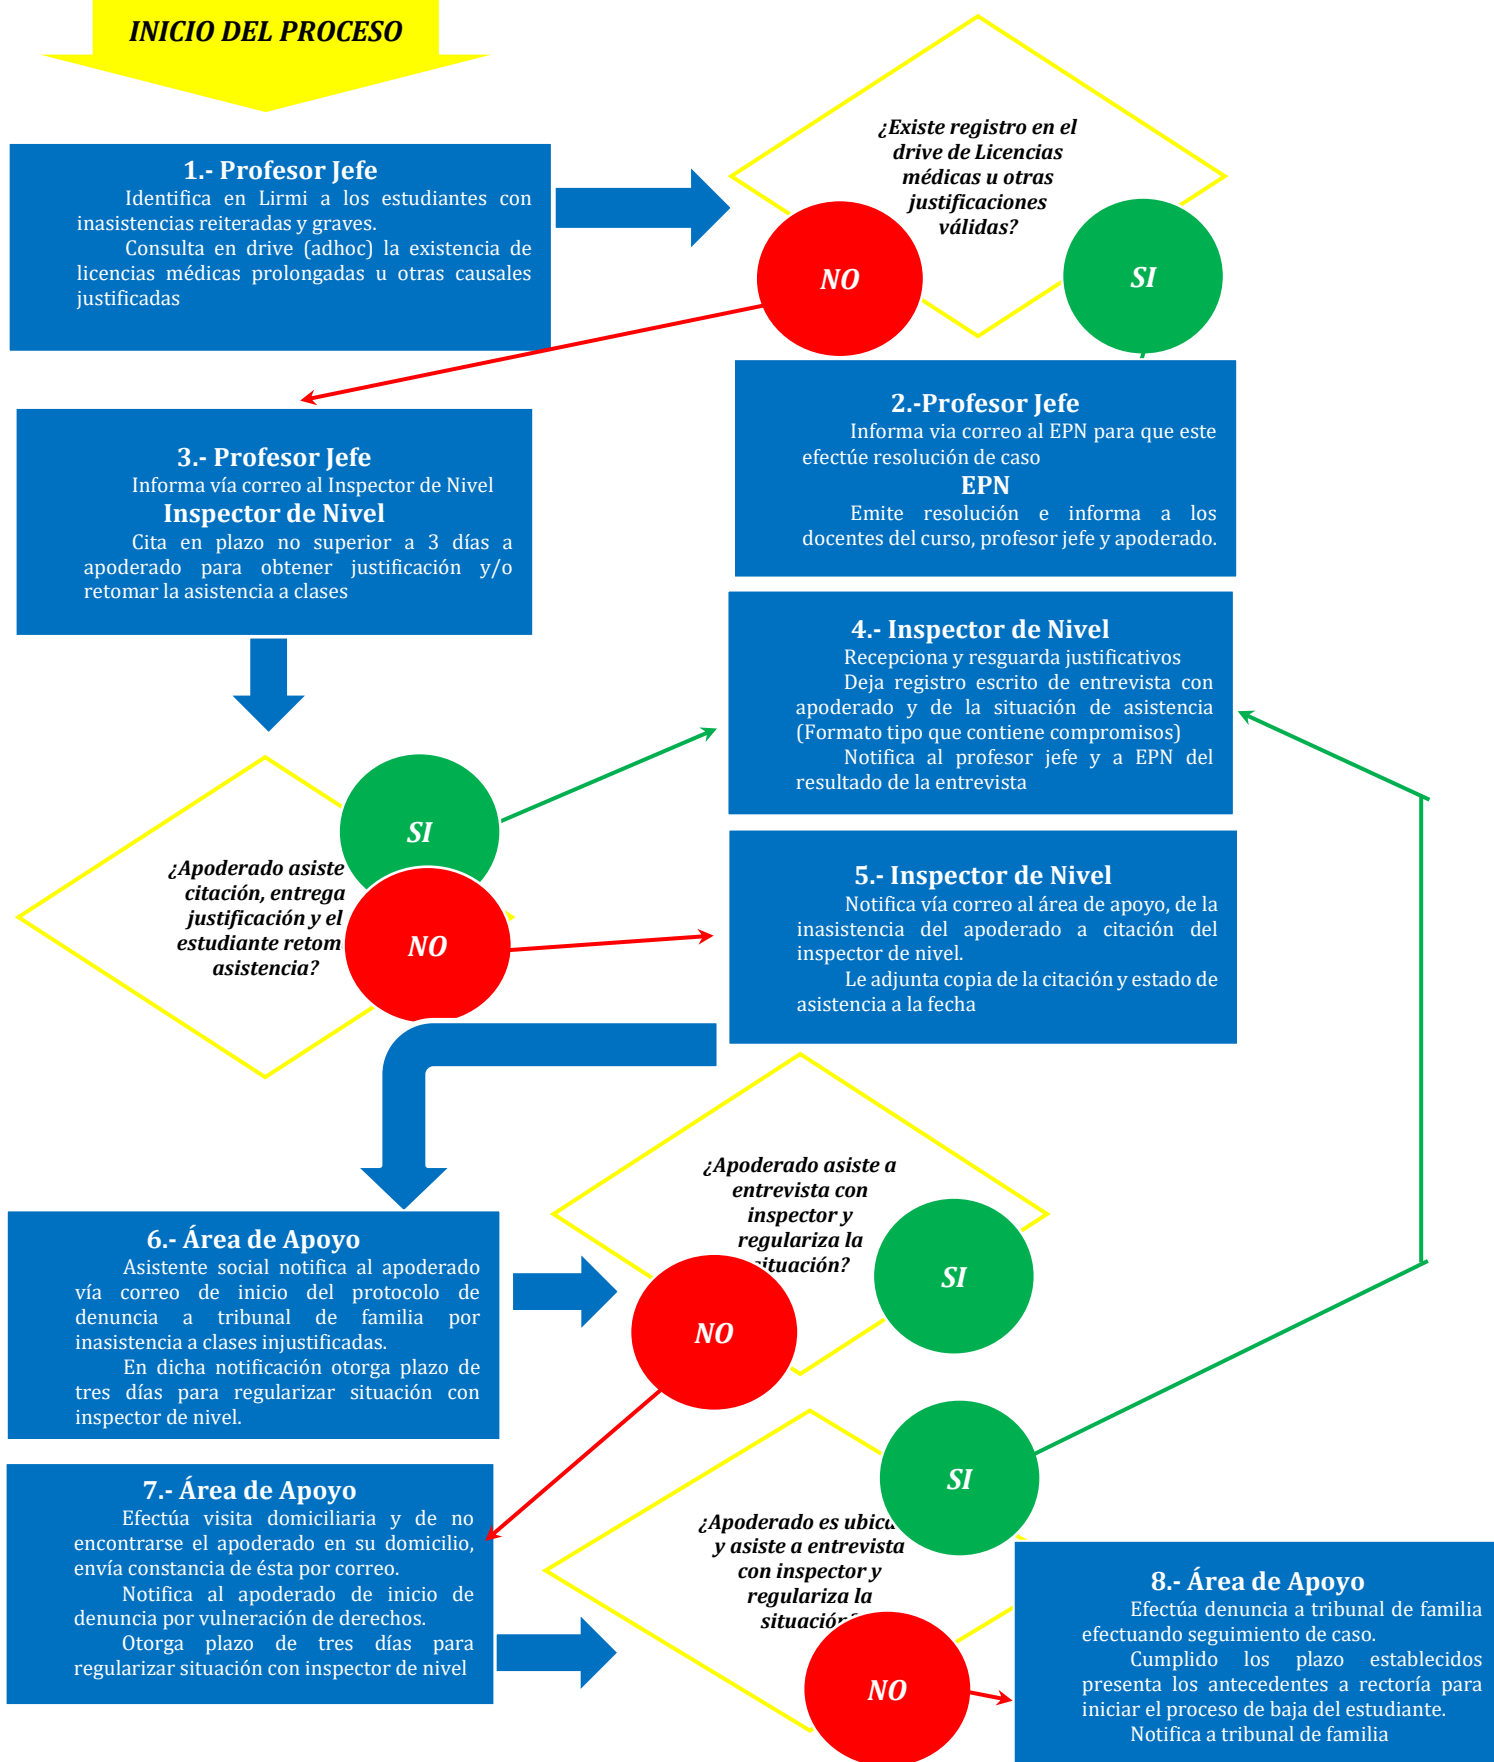 INICIO DEL PROCESO
1.- Profesor Jefe
Identifica en Lirmi a los estudiantes con
inasistencias reiteradas y graves.
Consulta en drive (adhoc) la existencia de
licencias médicas prolongadas u otras causales
justificadas
¿Existe registro en el
drive de Licencias
médicas u otras
justificaciones
válidas?
NO
SI
2.-Profesor Jefe
Informa via correo al EPN para que este
efectúe resolución de caso
EPN
Emite resolución e informa a los
docentes del curso, profesor jefe y apoderado.
3.- Profesor Jefe
Informa vía correo al Inspector de Nivel
Inspector de Nivel
Cita en plazo no superior a 3 días a
apoderado para obtener justificación y/o
retomar la asistencia a clases
4.- Inspector de Nivel
Recepciona y resguarda justificativos
Deja registro escrito de entrevista con
apoderado y de la situación de asistencia
(Formato tipo que contiene compromisos)
Notifica al profesor jefe y a EPN del
resultado de la entrevista
¿Apoderado asiste
citación, entrega
justificación y el
estudiante retom
asistencia?
SI
NO
5.- Inspector de Nivel
Notifica vía correo al área de apoyo, de la
inasistencia del apoderado a citación del
inspector de nivel.
Le adjunta copia de la citación y estado de
asistencia a la fecha
6.- Área de Apoyo
Asistente social notifica al apoderado
vía correo de inicio del protocolo de
denuncia a tribunal de familia por
inasistencia a clases injustificadas.
En dicha notificación otorga plazo de
tres días para regularizar situación con
inspector de nivel.
¿Apoderado asiste a
entrevista con
inspector y
regulariza la
situación?
SI
NO
7.- Área de Apoyo
Efectúa visita domiciliaria y de no
encontrarse el apoderado en su domicilio,
envía constancia de ésta por correo.
Notifica al apoderado de inicio de
denuncia por vulneración de derechos.
Otorga plazo de tres días para
regularizar situación con inspector de nivel
¿Apoderado es ubica
y asiste a entrevista
con inspector y
regulariza la
situación?
SI
NO
8.- Área de Apoyo
Efectúa denuncia a tribunal de familia
efectuando seguimiento de caso.
Cumplido los plazo establecidos
presenta los antecedentes a rectoría para
iniciar el proceso de baja del estudiante.
Notifica a tribunal de familia